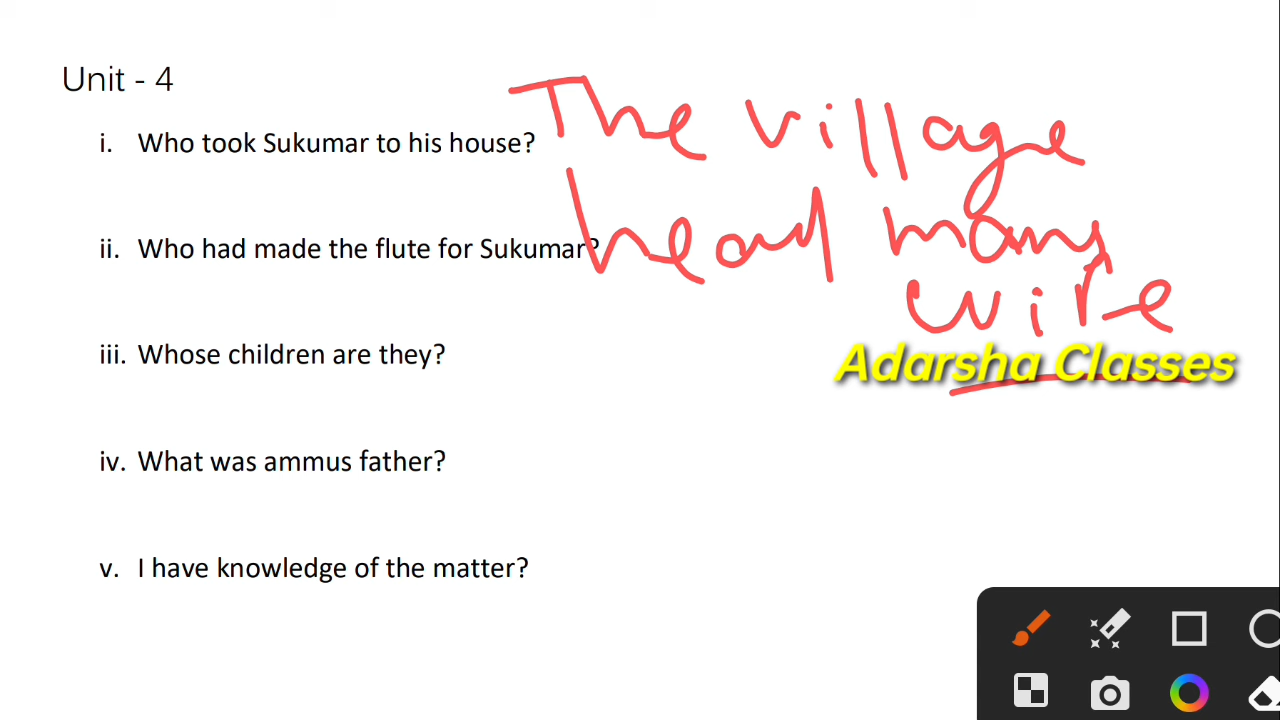 Unit - 4
i. Who took Sukumar to his house?
The village
ii. Who had made the flute for Sukumar?
head man's
wife
iii. Whose children are they?
Adarsha Classes
iv. What was ammus father?
v. I have knowledge of the matter?